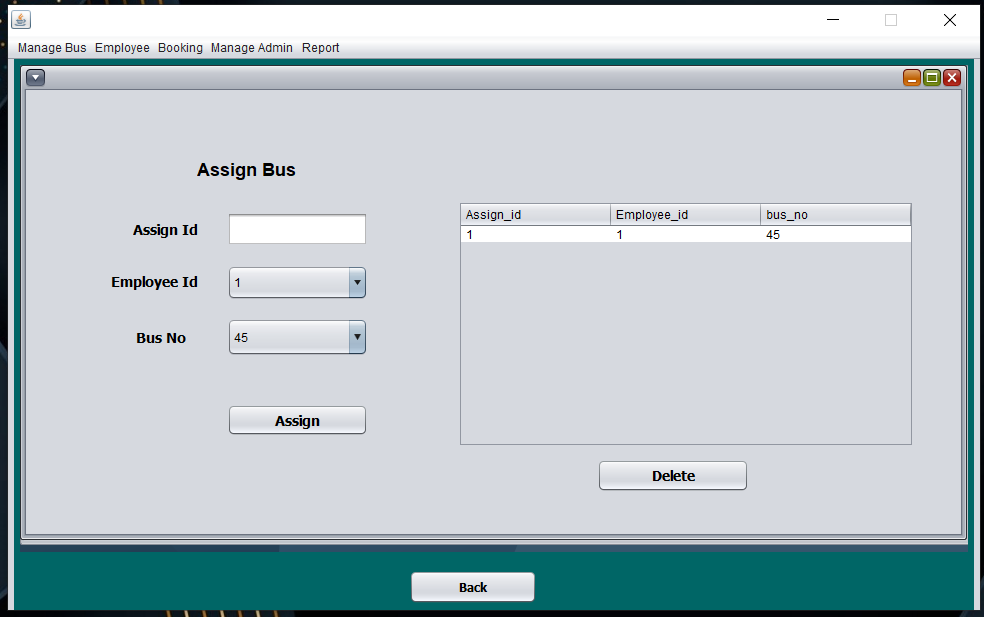 Manage Bus Employee Booking Manage Admin Report
Assign Bus
Assign Id
Employee Id 1
Bus No 45
Assign
Assign_id Employee_id bus_no
1 1 45
Delete
Back